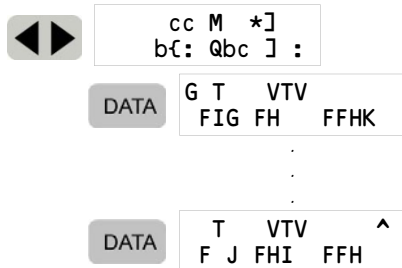 cc M *]
b{: Qbc ] :
DATA
G T VTV
FIG FH FFHK
.
.
.
DATA
T VTV ^
F J FHI FFH